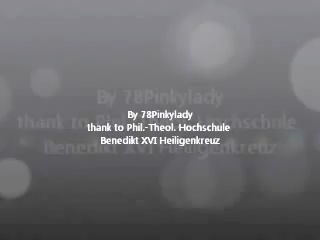 By 78Pinkylady
thank to Phil.-Theol. Hochschule
Benedikt XVI Heiligenkreuz